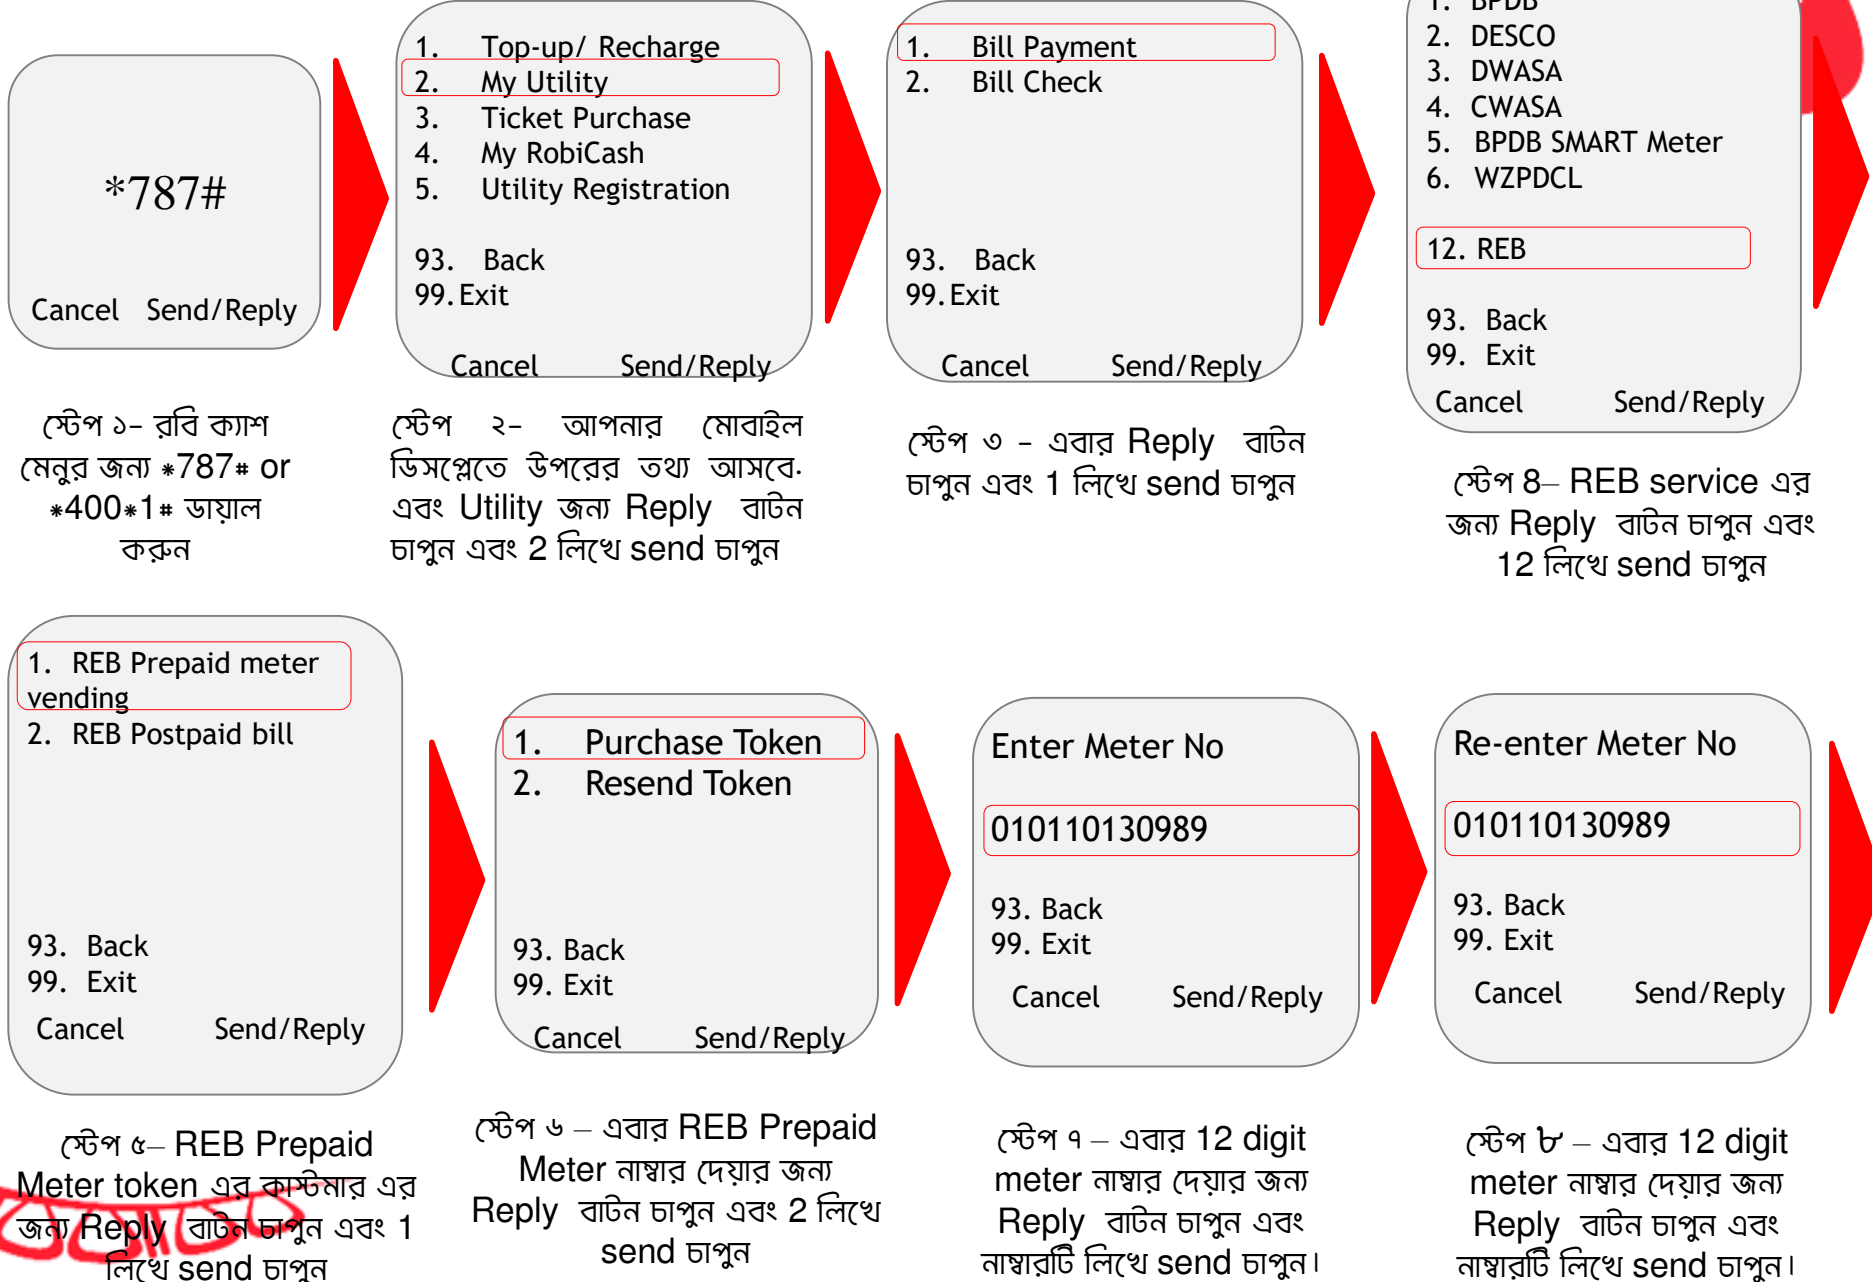 *787#
Cancel Send/Reply
1. Top-up/ Recharge
2. My Utility
3. Ticket Purchase
4. My RobiCash
5. Utility Registration
93. Back
99. Exit
Cancel Send/Reply
1. Bill Payment
2. Bill Check
93. Back
99. Exit
Cancel Send/Reply
1. BPDB
2. DESCO
3. DWASA
4. CWASA
5. BPDB SMART Meter
6. WZPDCL
12. REB
93. Back
99. Exit
Cancel Send/Reply
স্টেপ ১– রবি ক্যাশ
মেনুর জন্য *787# or
*400*1# ডায়াল
করুন
স্টেপ ২– আপনার মোবাইল
ডিসপ্লেতে উপরের তথ্য আসবে.
এবং Utility জন্য Reply বাটন
চাপুন এবং 2 লিখে send চাপুন
স্টেপ ৩ – এবার Reply বাটন
চাপুন এবং 1 লিখে send চাপুন
স্টেপ 8– REB service এর
জন্য Reply বাটন চাপুন এবং
12 লিখে send চাপুন
1. REB Prepaid meter
vending
2. REB Postpaid bill
93. Back
99. Exit
Cancel Send/Reply
1. Purchase Token
2. Resend Token
93. Back
99. Exit
Cancel Send/Reply
Enter Meter No
010110130989
93. Back
99. Exit
Cancel Send/Reply
Re-enter Meter No
010110130989
93. Back
99. Exit
Cancel Send/Reply
স্টেপ ৫– REB Prepaid
Meter token এর কাস্টমার এর
জন্য Reply বাটন চাপুন এবং 1
লিখে send চাপুন
স্টেপ ৬ – এবার REB Prepaid
Meter নাম্বার দেয়ার জন্য
Reply বাটন চাপুন এবং 2 লিখে
send চাপুন
স্টেপ ৭ – এবার 12 digit
meter নাম্বার দেয়ার জন্য
Reply বাটন চাপুন এবং
নাম্বারটি লিখে send চাপুন।
স্টেপ ৮ – এবার 12 digit
meter নাম্বার দেয়ার জন্য
Reply বাটন চাপুন এবং
নাম্বারটি লিখে send চাপুন।